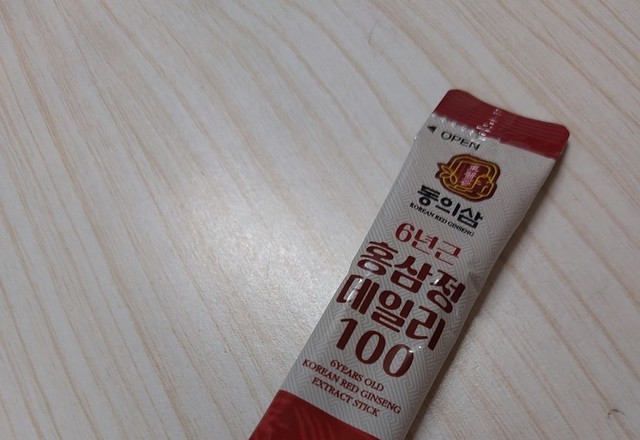 ◀ OPEN
동의삼
KOREAN RED GINSENG
6년근
홍삼정
데일리
100
6YEARS OLD
KOREAN RED GINSENG
EXTRACT STICK